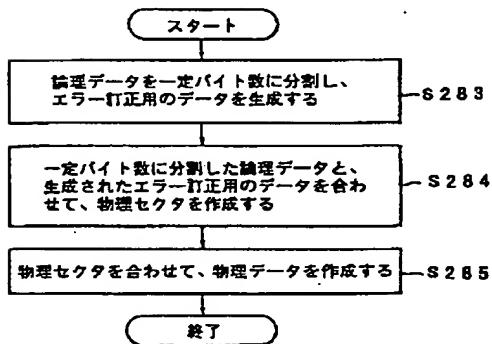 スタート
論理データを一定バイト数に分割し、
エラー訂正用のデータを生成する
S283
一定バイト数に分割した論理データと、
生成されたエラー訂正用のデータを合わ
せて、物理セクタを作成する
S284
物理セクタを合わせて、物理データを作成する
S285
終了